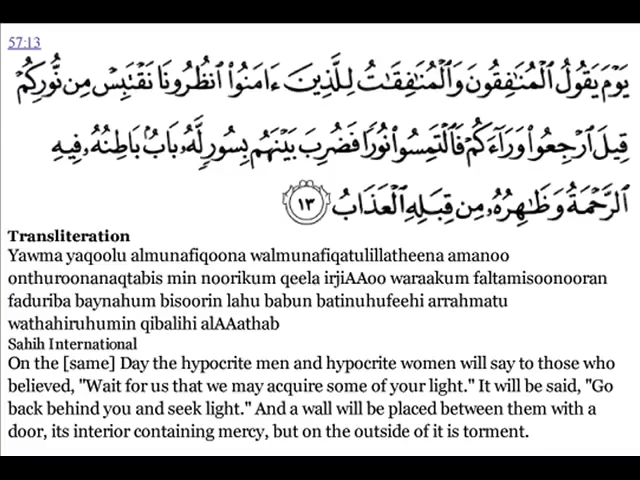 57:13
يَوْمَ يَقُولُ ٱلْمُنَٰفِقُونَ وَٱلْمُنَٰفِقَٰتُ لِلَّذِينَ ءَامَنُوا۟ ٱنظُرُونَا نَقْتَبِسْ مِن نُّورِكُمْ
قِيلَ ٱرْجِعُوا۟ وَرَآءَكُمْ فَٱلْتَمِسُوا۟ نُورًا فَضُرِبَ بَيْنَهُم بِسُورٍ لَّهُۥ بَابٌۢ بَاطِنُهُۥ فِيهِ
ٱلرَّحْمَةُ وَظَٰهِرُهُۥ مِن قِبَلِهِ ٱلْعَذَابُ ١٣
Transliteration
Yawma yaqoolu almunafiqoona walmunafiqatulillatheena amanoo
onthuroonanaqtabis min noorikum qeela irjiAAoo waraakum faltamisoonooran
faduriba baynahum bisoorin lahu babun batinuhufeehi arrahmatu
wathahiruhumin qibalihi alAAathab
Sahih International
On the [same] Day the hypocrite men and hypocrite women will say to those who
believed, "Wait for us that we may acquire some of your light." It will be said, "Go
back behind you and seek light." And a wall will be placed between them with a
door, its interior containing mercy, but on the outside of it is torment.